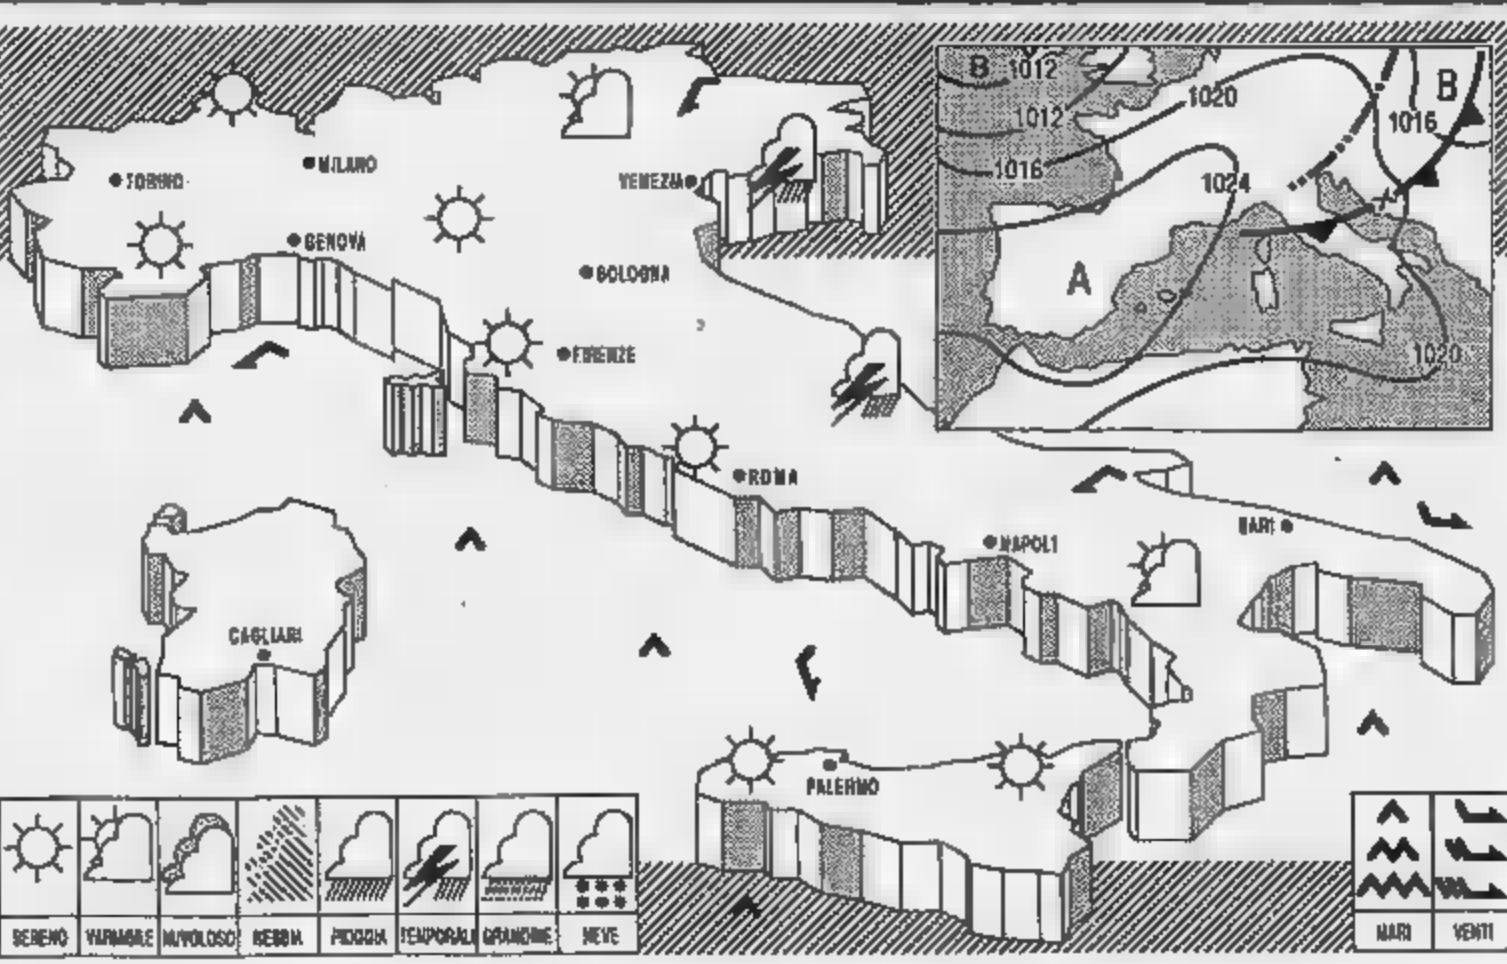 B
1012
1020
B
1012
1016
MILANO
1016
TORINO
VENEZIA
1024
GENOVA
BOLOGNA
A
FIRENZE
1020
ROMA
BARI
NAPOLI
CAGLIARI
PALERMO
SERENO
VARIABILE
NUVOLOSO
NEBBIA
PIOGGIA
TEMPORALI
GRANDINE
NEVE
MARI
VENTI